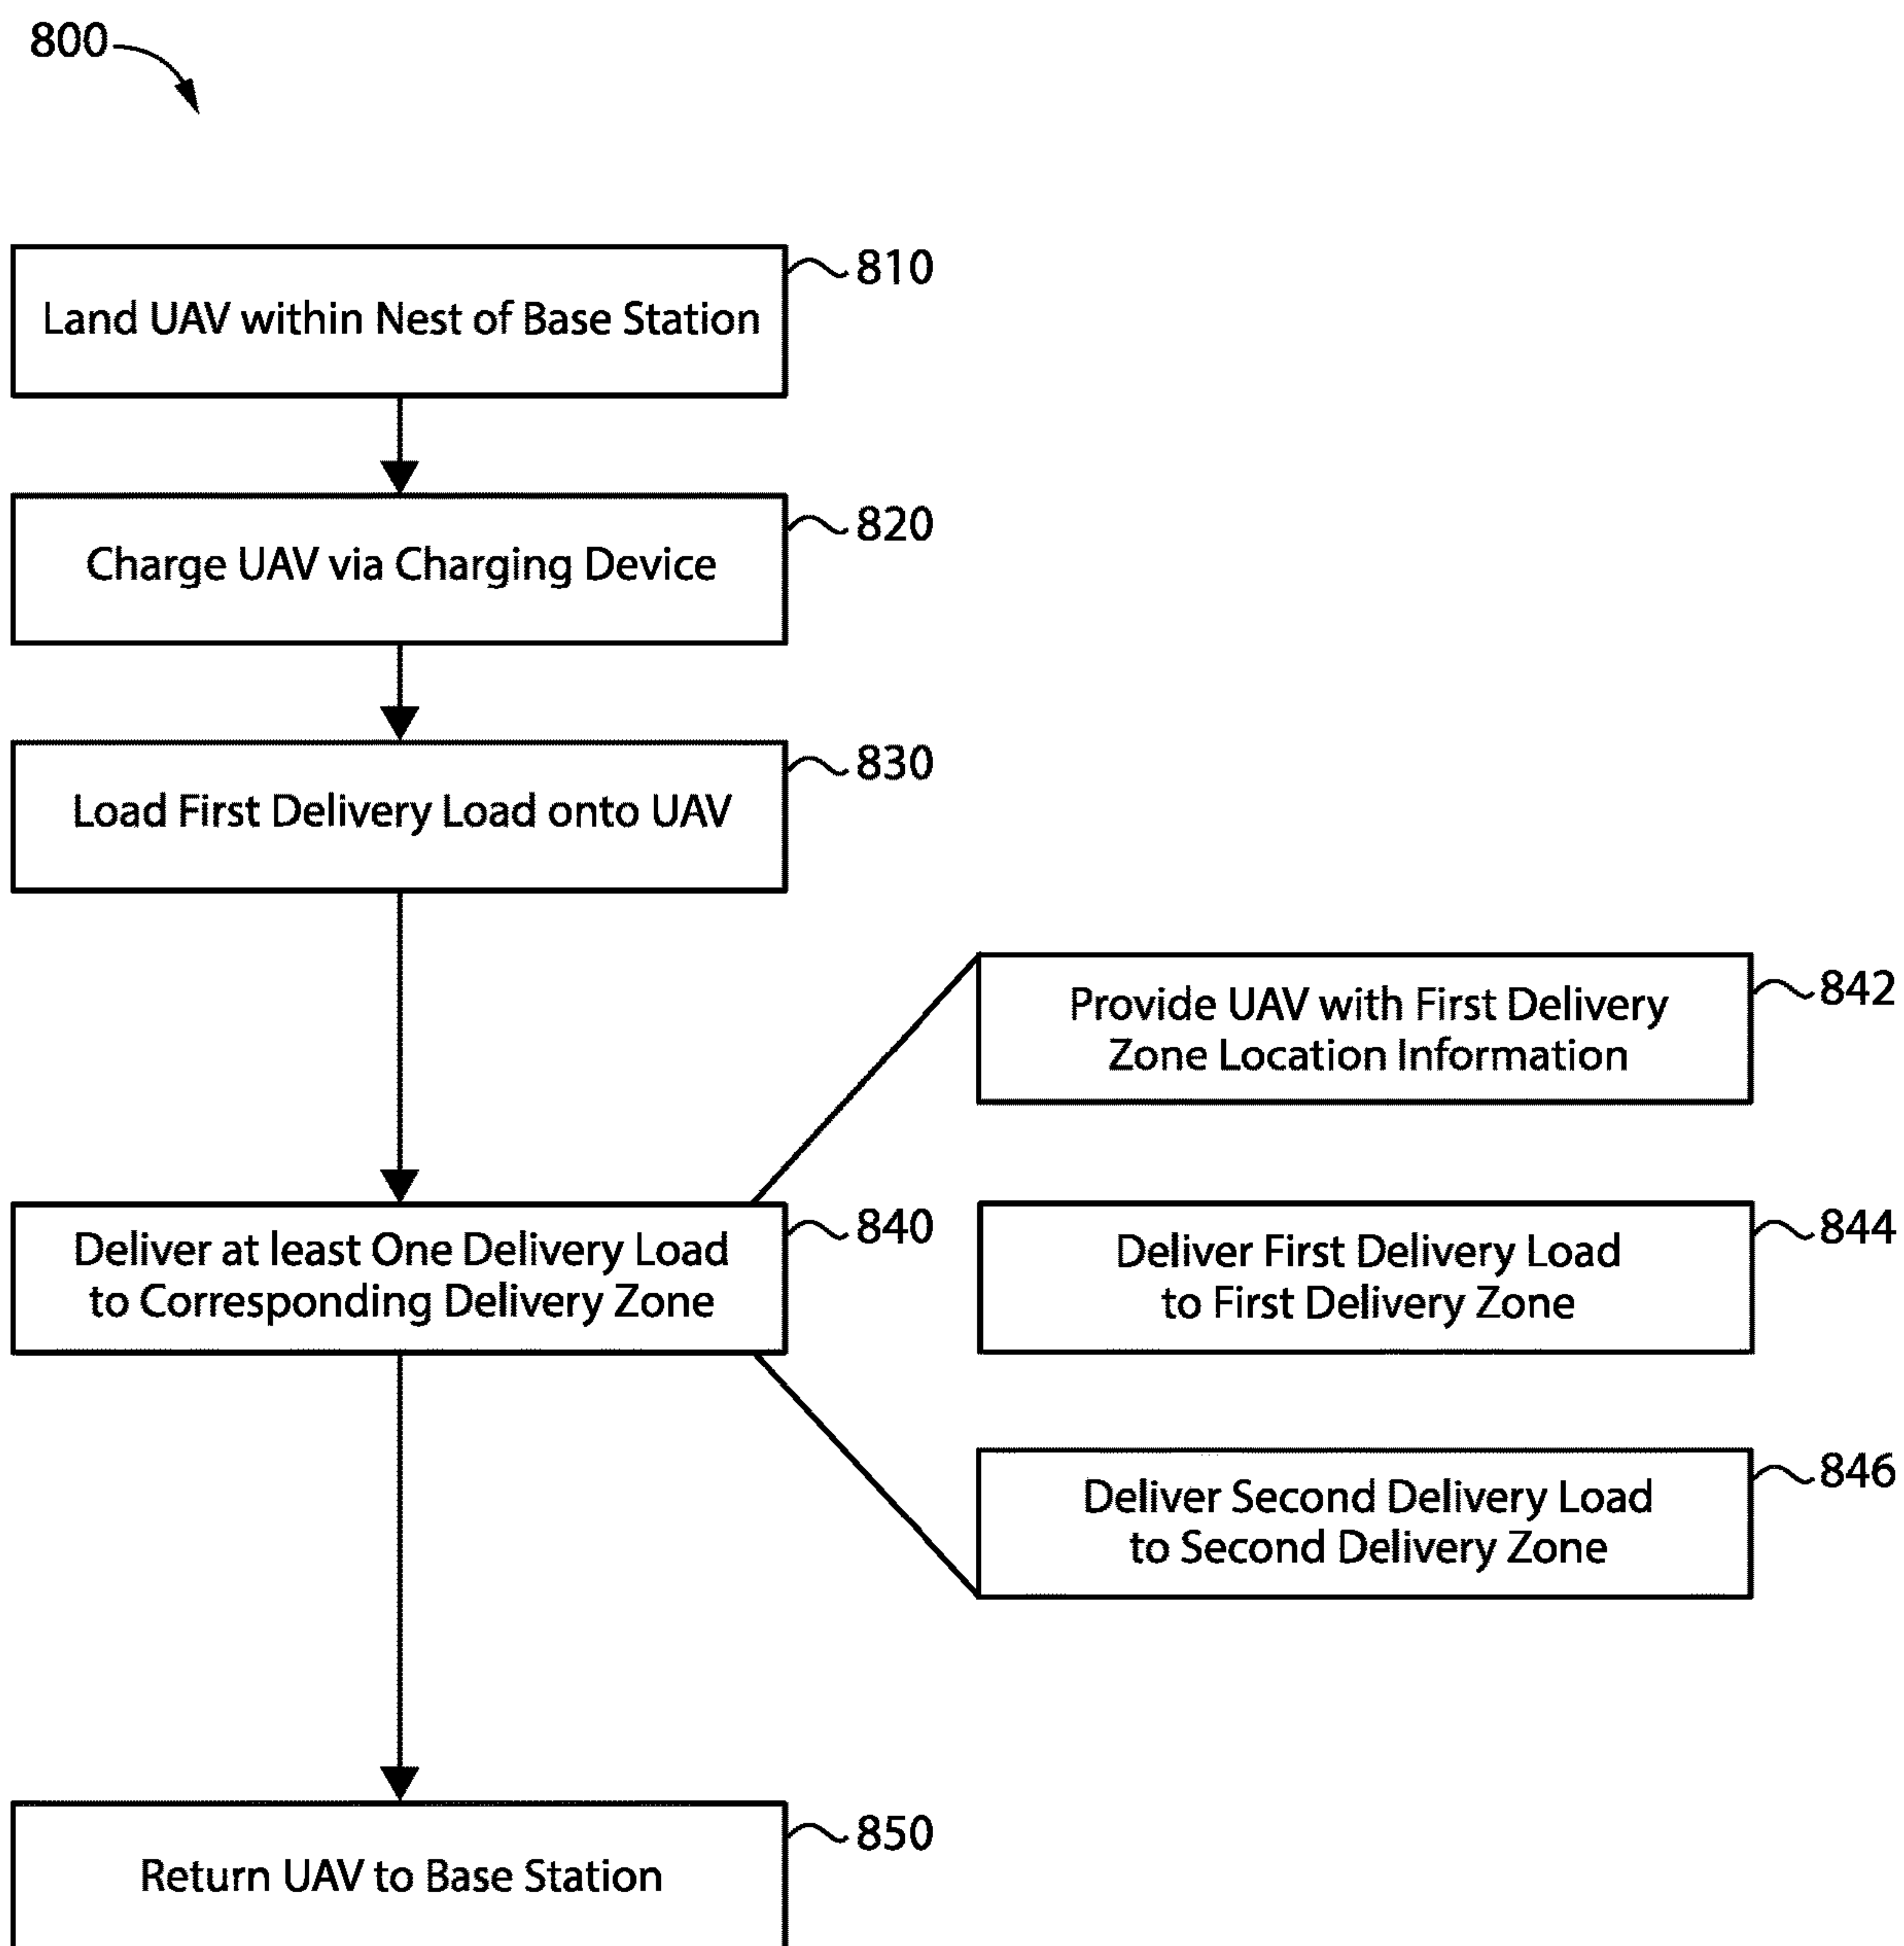 800
Land UAV within Nest of Base Station
810
Charge UAV via Charging Device
820
Load First Delivery Load onto UAV
830
Provide UAV with First Delivery
Zone Location Information
842
Deliver at least One Delivery Load
to Corresponding Delivery Zone
840
Deliver First Delivery Load
to First Delivery Zone
844
Deliver Second Delivery Load
to Second Delivery Zone
846
Return UAV to Base Station
850